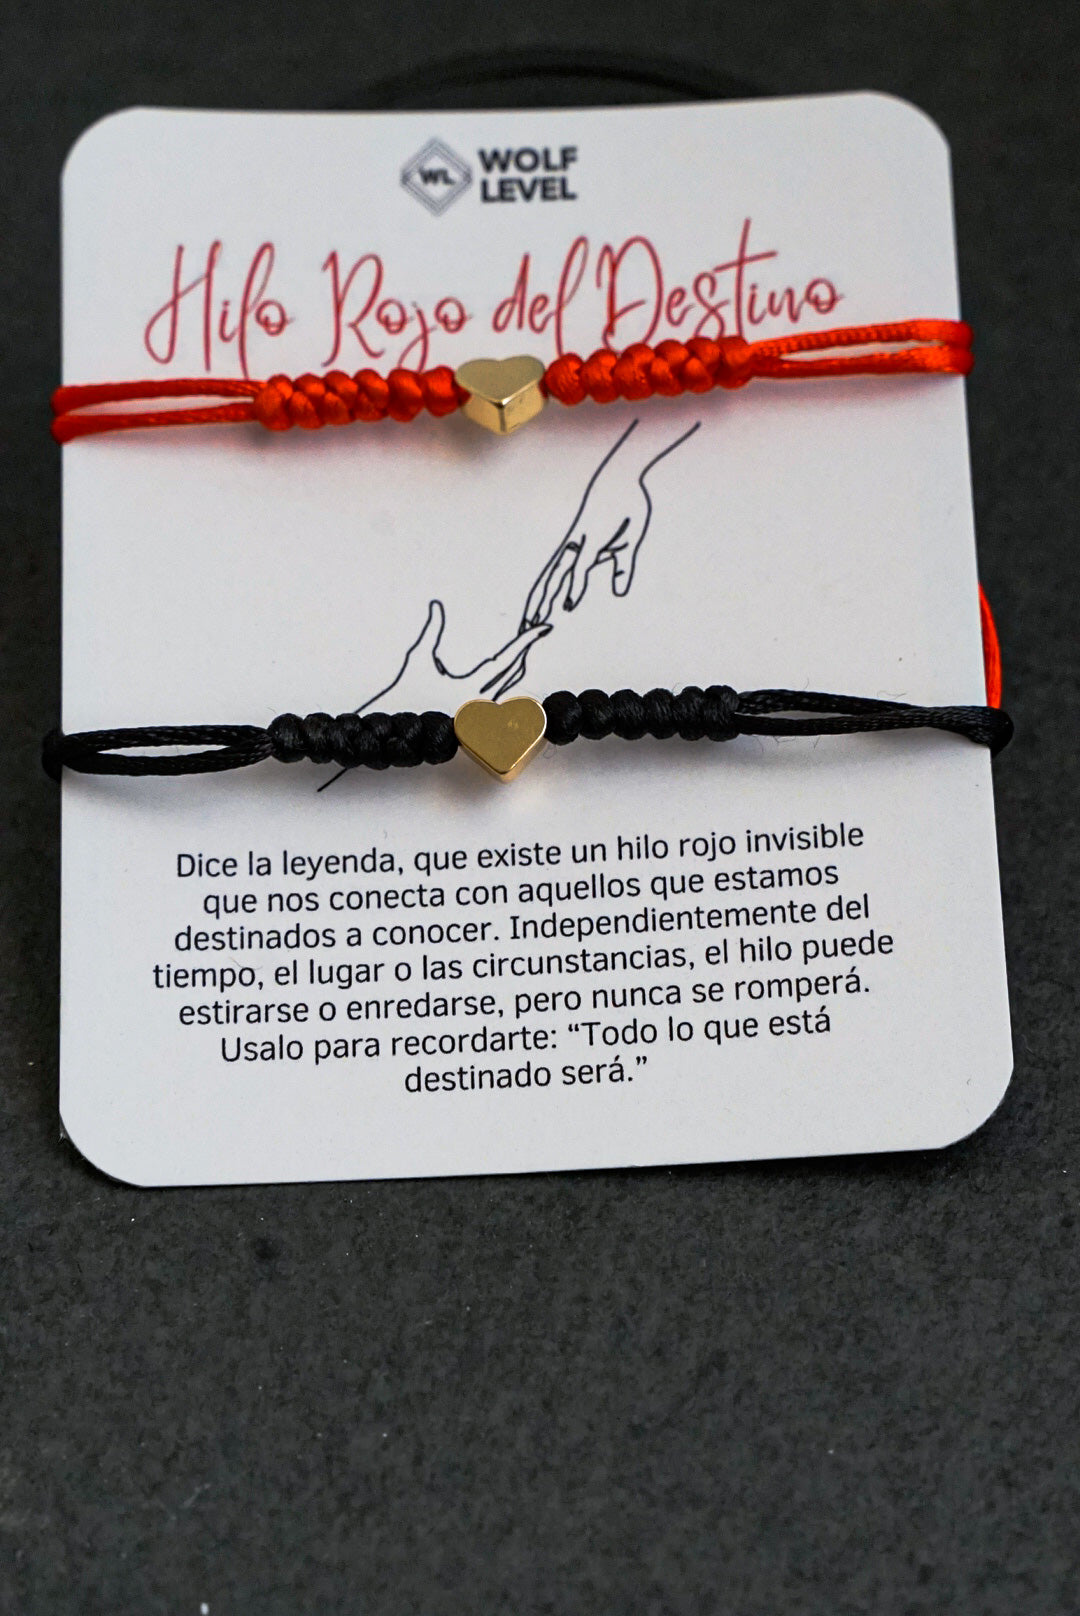 WL
WOLF
LEVEL
Hilo Rojo del Destino
Dice la leyenda, que existe un hilo rojo invisible
que nos conecta con aquellos que estamos
destinados a conocer. Independientemente del
tiempo, el lugar o las circunstancias, el hilo puede
estirarse o enredarse, pero nunca se romperá.
Usalo para recordarte: “Todo lo que está
destinado será.”